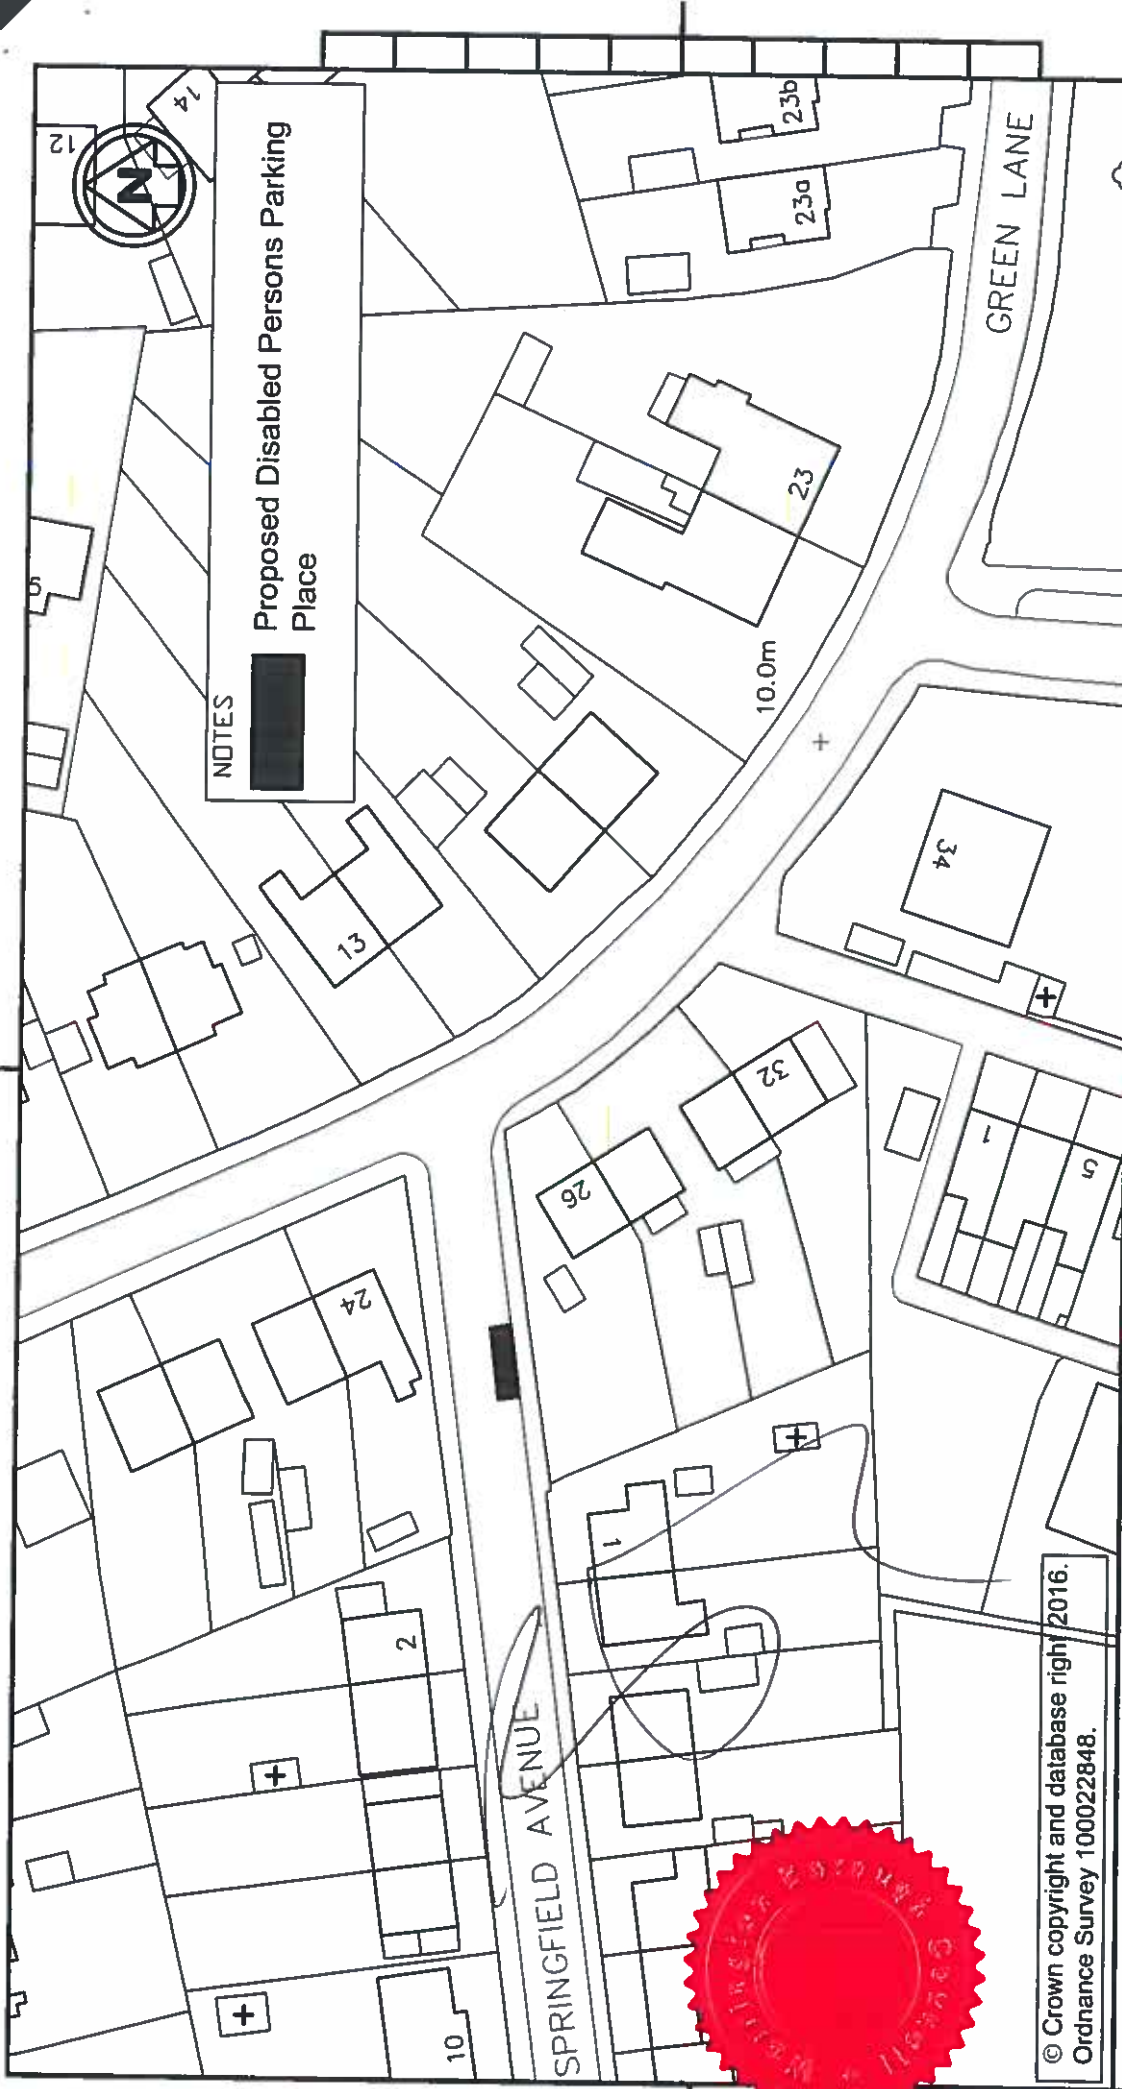 NOTES
Proposed Disabled Persons Parking
Place
N
12
14
5
13
23
23a
23b
10.0m
GREEN LANE
34
32
26
24
1
5
2
1
10
SPRINGFIELD AVENUE
© Crown copyright and database right 2016.
Ordnance Survey 100022848.